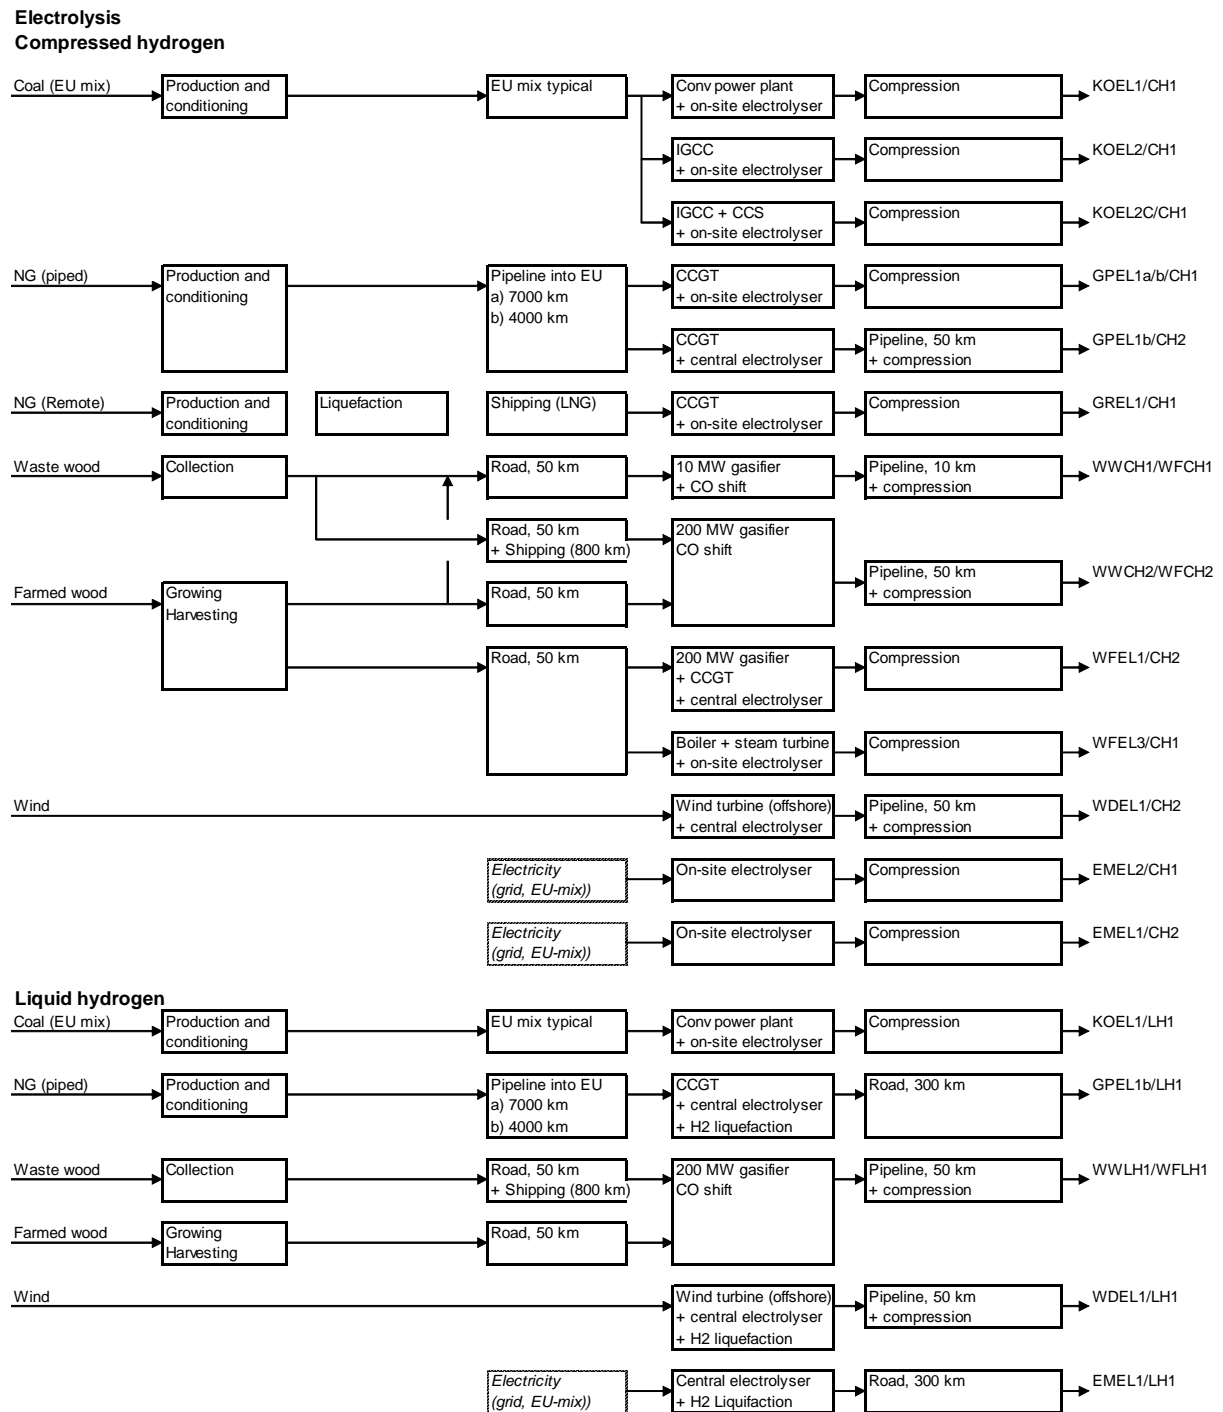 Electrolysis
Compressed hydrogen
Coal (EU mix)
Production and
conditioning
EU mix typical
Conv power plant
+ on-site electrolyser
Compression
KOEL1/CH1
IGCC
+ on-site electrolyser
Compression
KOEL2/CH1
IGCC + CCS
+ on-site electrolyser
Compression
KOEL2C/CH1
NG (piped)
Production and
conditioning
Pipeline into EU
a) 7000 km
b) 4000 km
CCGT
+ on-site electrolyser
Compression
GPEL1a/b/CH1
CCGT
+ central electrolyser
Pipeline, 50 km
+ compression
GPEL1b/CH2
NG (Remote)
Production and
conditioning
Liquefaction
Shipping (LNG)
CCGT
+ on-site electrolyser
Compression
GREL1/CH1
Waste wood
Collection
Road, 50 km
10 MW gasifier
+ CO shift
Pipeline, 10 km
+ compression
WWCH1/WFCH1
Road, 50 km
+ Shipping (800 km)
200 MW gasifier
CO shift
Pipeline, 50 km
+ compression
WWCH2/WFCH2
Farmed wood
Growing
Harvesting
Road, 50 km
Road, 50 km
200 MW gasifier
+ CCGT
+ central electrolyser
Compression
WFEL1/CH2
Boiler + steam turbine
+ on-site electrolyser
Compression
WFEL3/CH1
Wind
Wind turbine (offshore)
+ central electrolyser
Pipeline, 50 km
+ compression
WDEL1/CH2
Electricity
(grid, EU-mix))
On-site electrolyser
Compression
EMEL2/CH1
Electricity
(grid, EU-mix))
On-site electrolyser
Compression
EMEL1/CH2
Liquid hydrogen
Coal (EU mix)
Production and
conditioning
EU mix typical
Conv power plant
+ on-site electrolyser
Compression
KOEL1/LH1
NG (piped)
Production and
conditioning
Pipeline into EU
a) 7000 km
b) 4000 km
CCGT
+ central electrolyser
+ H2 liquefaction
Road, 300 km
GPEL1b/LH1
Waste wood
Collection
Road, 50 km
+ Shipping (800 km)
200 MW gasifier
CO shift
Pipeline, 50 km
+ compression
WWLH1/WFLH1
Farmed wood
Growing
Harvesting
Road, 50 km
Wind
Wind turbine (offshore)
+ central electrolyser
+ H2 liquefaction
Pipeline, 50 km
+ compression
WDEL1/LH1
Electricity
(grid, EU-mix))
Central electrolyser
+ H2 Liquifaction
Road, 300 km
EMEL1/LH1